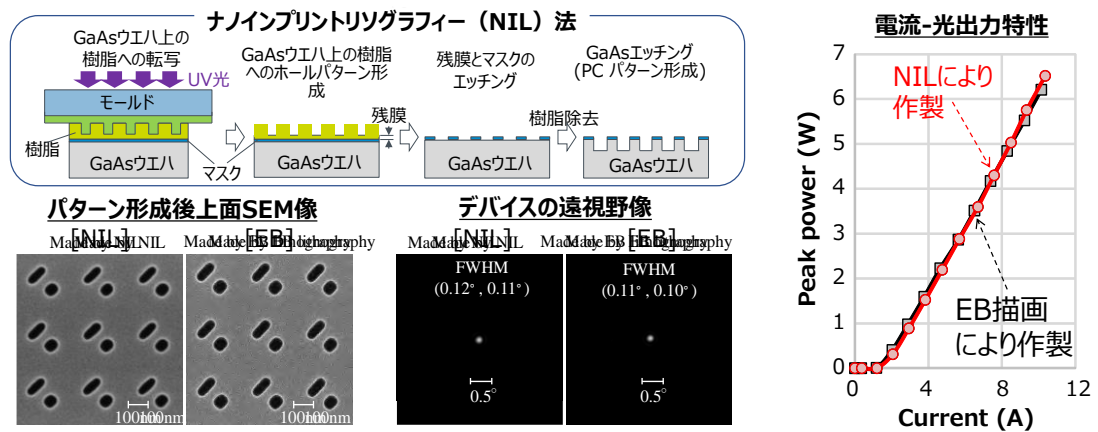 ナノインプリントリソグラフィー（NIL）法
GaAsウエハ上の
樹脂への転写
UV光
モールド
樹脂
GaAsウエハ
マスク
GaAsウエハ上の樹脂
へのホールパターン形
成
残膜
GaAsウエハ
残膜とマスクの
エッチング
樹脂除去
GaAsウエハ
GaAsエッチング
(PC パターン形成)
GaAsウエハ
パターン形成後上面SEM像
[NIL]
[EB]
100nm
100nm
デバイスの遠視野像
[NIL]
[EB]
FWHM
(0.12°, 0.11°)
0.5°
FWHM
(0.11°, 0.10°)
0.5°
電流-光出力特性
Peak power (W)
7
6
5
4
3
2
1
0
NILにより
作製
EB描画
により作製
0
4
8
12
Current (A)